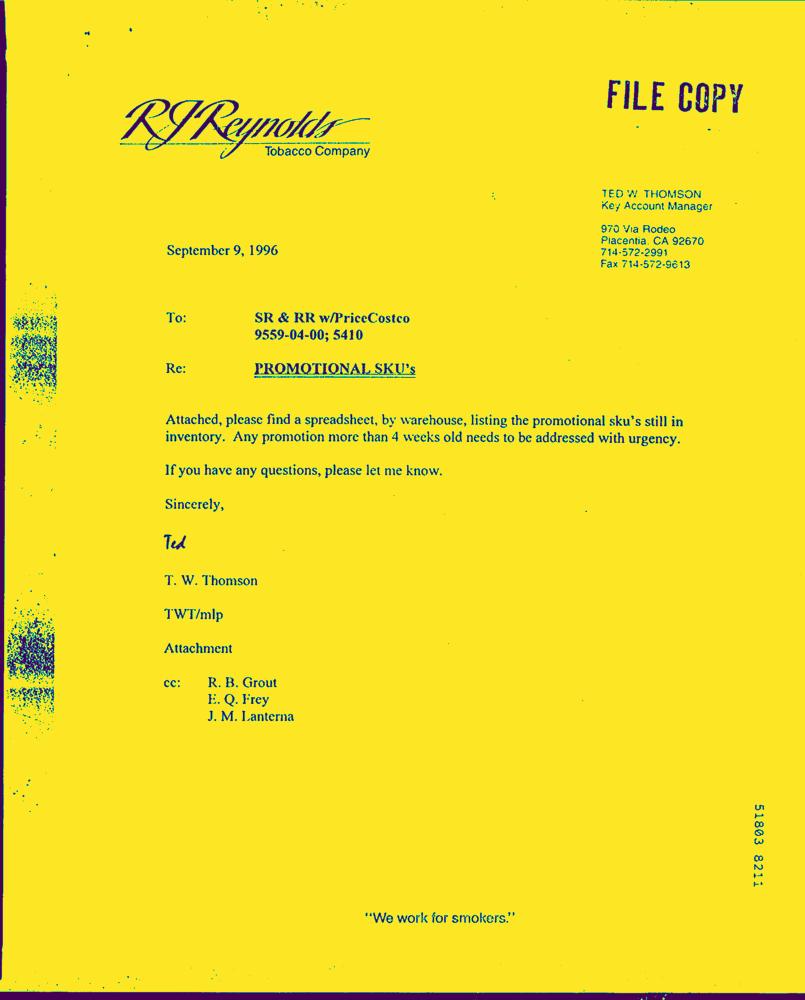 RJReynolds
Tobacco Company
FILE COPY
TED W. THOMSON
Key Account Manager
970 Via Rodeo
Placentia, CA 92670
714-572-2991
Fax 714-572-9613
September 9, 1996
To: SR & RR w/PriceCostco
9559-04-00; 5410
Re: PROMOTIONAL SKU's
Attached, please find a spreadsheet, by warehouse, listing the promotional sku's still in
inventory. Any promotion more than 4 weeks old needs to be addressed with urgency.
If you have any questions, please let me know.
Sincerely,
Ted
T. W. Thomson
TWT/mlp
Attachment
cc: R. B. Grout
E. Q. Frey
J. M. Lanterna
51803 8211
"We work for smokers."